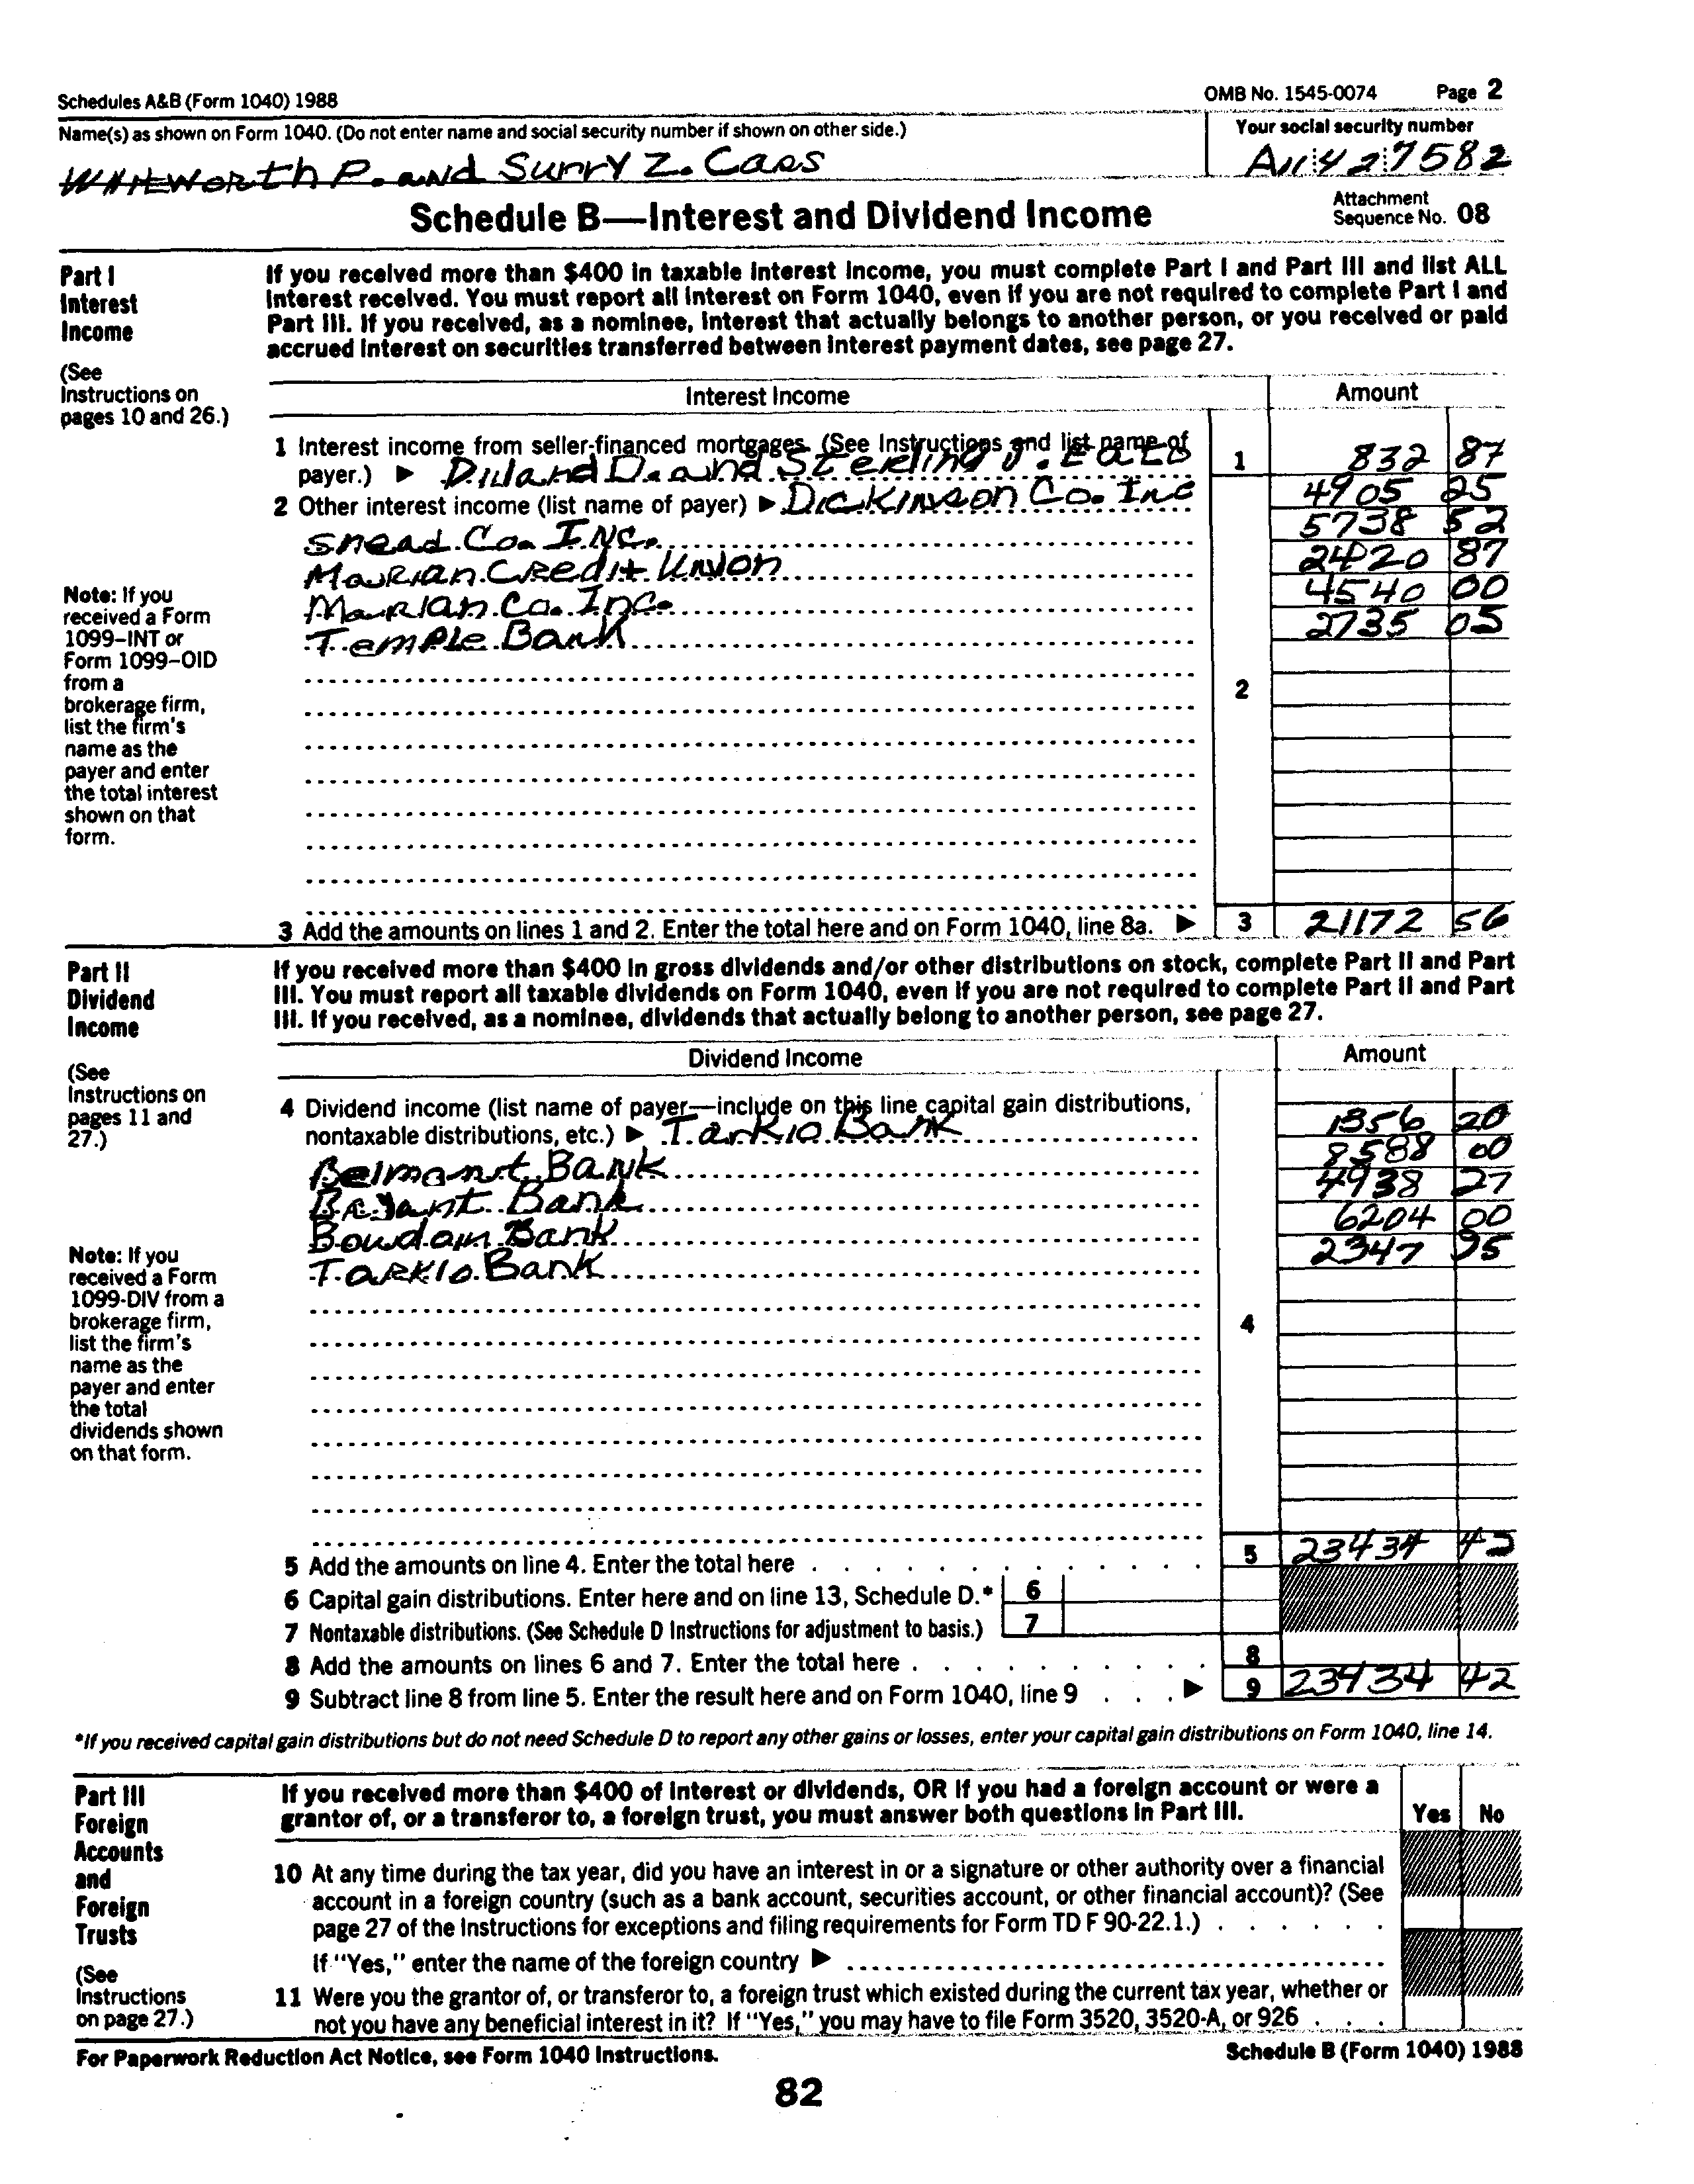 Schedules A&B (Form 1040) 1988 OMB No. 1545-0074 Page 2
Name(s) as shown on Form 1040. (Do not enter name and social security number if shown on other side.) Your social security number
P. and Surry Z. Cass 427582
Schedule B—Interest and Dividend Income Attachment Sequence No. 08
Part I Interest Income
(See Instructions on pages 10 and 26.)
If you received more than $400 in taxable interest income, you must complete Part I and Part III and list ALL
interest received. You must report all interest on Form 1040, even if you are not required to complete Part I and
Part III. If you received, as a nominee, interest that actually belongs to another person, or you received or paid
accrued interest on securities transferred between interest payment dates, see page 27.
Interest Income Amount
1 Interest income from seller-financed mortgages. (See Instructions and list name of
payer.) ▶ D. and Sterling 1 832 87
2 Other interest income (list name of payer) ▶ Dickinson Co. Inc 4905 25
Snead Co. Inc. 5738 52
Marian Credit Union 2420 87
Marian Co. Inc. 4540 00
Temple Bank 2735 05
Note: If you
received a Form
1099-INT or
Form 1099-OID
from a
brokerage firm,
list the firm's
name as the
payer and enter
the total interest
shown on that
form.
2
3 Add the amounts on lines 1 and 2. Enter the total here and on Form 1040, line 8a. ▶ 3 21172 56
Part II Dividend Income
(See Instructions on pages 11 and 27.)
If you received more than $400 in gross dividends and/or other distributions on stock, complete Part II and Part
III. You must report all taxable dividends on Form 1040, even if you are not required to complete Part II and Part
III. If you received, as a nominee, dividends that actually belong to another person, see page 27.
Dividend Income Amount
4 Dividend income (list name of payer—include on this line capital gain distributions,
nontaxable distributions, etc.) ▶ Tarkio Bank 1356 20
Belmont Bank 8588 00
Bank 4938 27
Bowdoin Bank 6204 00
Tarkio Bank 2347 95
Note: If you
received a Form
1099-DIV from a
brokerage firm,
list the firm's
name as the
payer and enter
the total
dividends shown
on that form.
4
5 Add the amounts on line 4. Enter the total here 5 23434 42
6 Capital gain distributions. Enter here and on line 13, Schedule D.* 6
7 Nontaxable distributions. (See Schedule D Instructions for adjustment to basis.) 7
8 Add the amounts on lines 6 and 7. Enter the total here 8
9 Subtract line 8 from line 5. Enter the result here and on Form 1040, line 9 ▶ 9 23434 42
*If you received capital gain distributions but do not need Schedule D to report any other gains or losses, enter your capital gain distributions on Form 1040, line 14.
Part III Foreign Accounts and Foreign Trusts
(See Instructions on page 27.)
If you received more than $400 of interest or dividends, OR if you had a foreign account or were a
grantor of, or a transferor to, a foreign trust, you must answer both questions in Part III. Yes No
10 At any time during the tax year, did you have an interest in or a signature or other authority over a financial
account in a foreign country (such as a bank account, securities account, or other financial account)? (See
page 27 of the Instructions for exceptions and filing requirements for Form TD F 90-22.1.)
If "Yes," enter the name of the foreign country ▶
11 Were you the grantor of, or transferor to, a foreign trust which existed during the current tax year, whether or
not you have any beneficial interest in it? If "Yes," you may have to file Form 3520, 3520-A, or 926
For Paperwork Reduction Act Notice, see Form 1040 Instructions. Schedule B (Form 1040) 1988
82